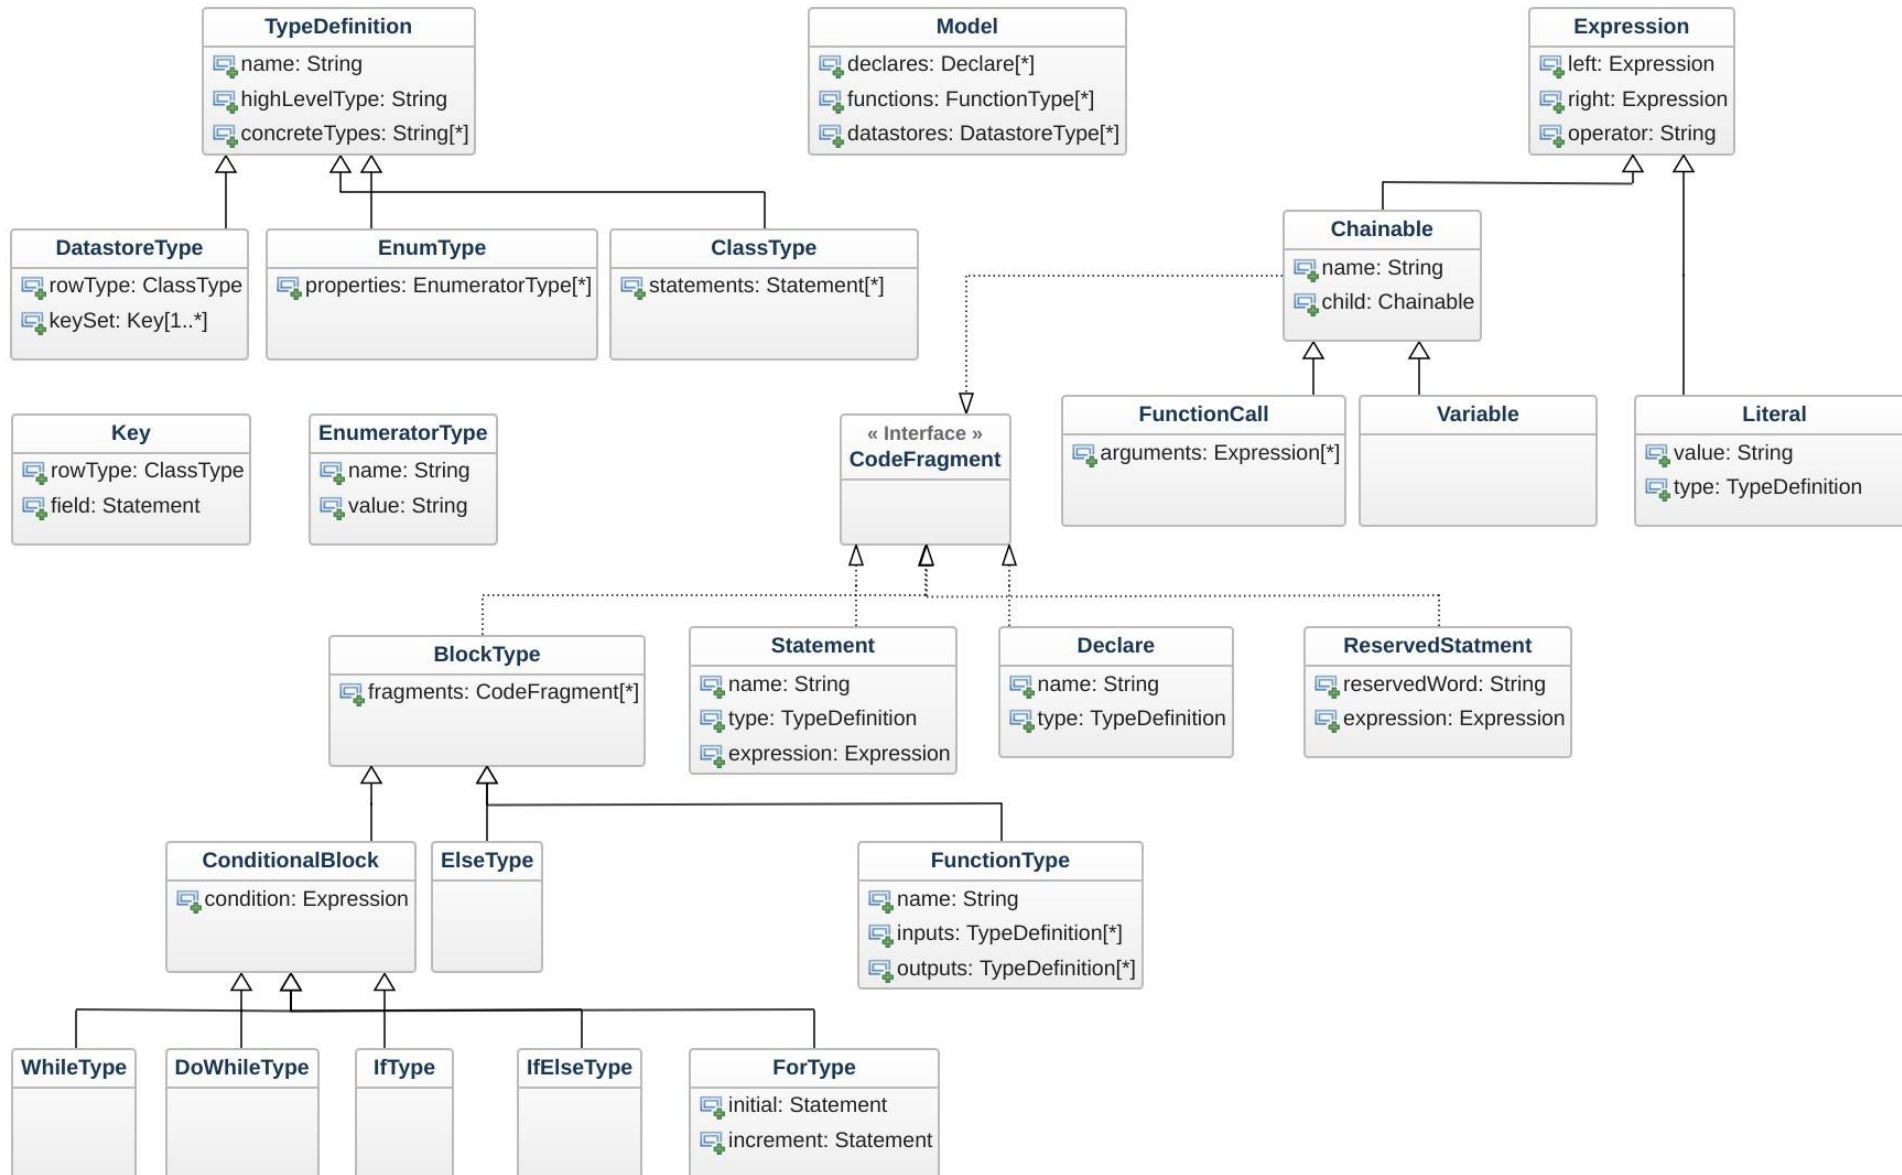 TypeDefinition
name: String
highLevelType: String
concreteTypes: String[*]
Model
declares: Declare[*]
functions: FunctionType[*]
datastores: DatastoreType[*]
Expression
left: Expression
right: Expression
operator: String
DatastoreType
rowType: ClassType
keySet: Key[1..*]
EnumType
properties: EnumeratorType[*]
ClassType
statements: Statement[*]
Chainable
name: String
child: Chainable
Key
rowType: ClassType
field: Statement
EnumeratorType
name: String
value: String
« Interface »
CodeFragment
FunctionCall
arguments: Expression[*]
Variable
Literal
value: String
type: TypeDefinition
BlockType
fragments: CodeFragment[*]
Statement
name: String
type: TypeDefinition
expression: Expression
Declare
name: String
type: TypeDefinition
ReservedStatment
reservedWord: String
expression: Expression
ConditionalBlock
condition: Expression
ElseType
FunctionType
name: String
inputs: TypeDefinition[*]
outputs: TypeDefinition[*]
WhileType
DoWhileType
IfType
IfElseType
ForType
initial: Statement
increment: Statement